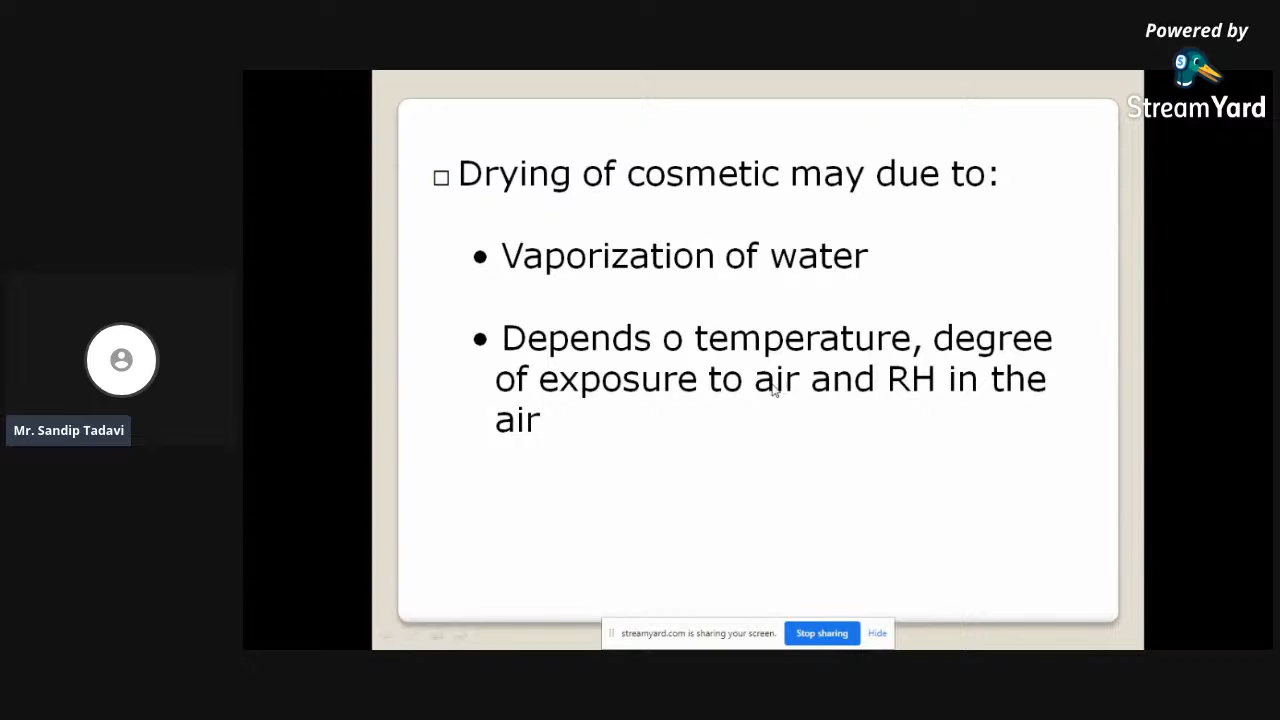 Powered by
StreamYard
□ Drying of cosmetic may due to:
• Vaporization of water
• Depends o temperature, degree
of exposure to air and RH in the
air
Mr. Sandip Tadavi
streamyard.com is sharing your screen. Stop sharing Hide